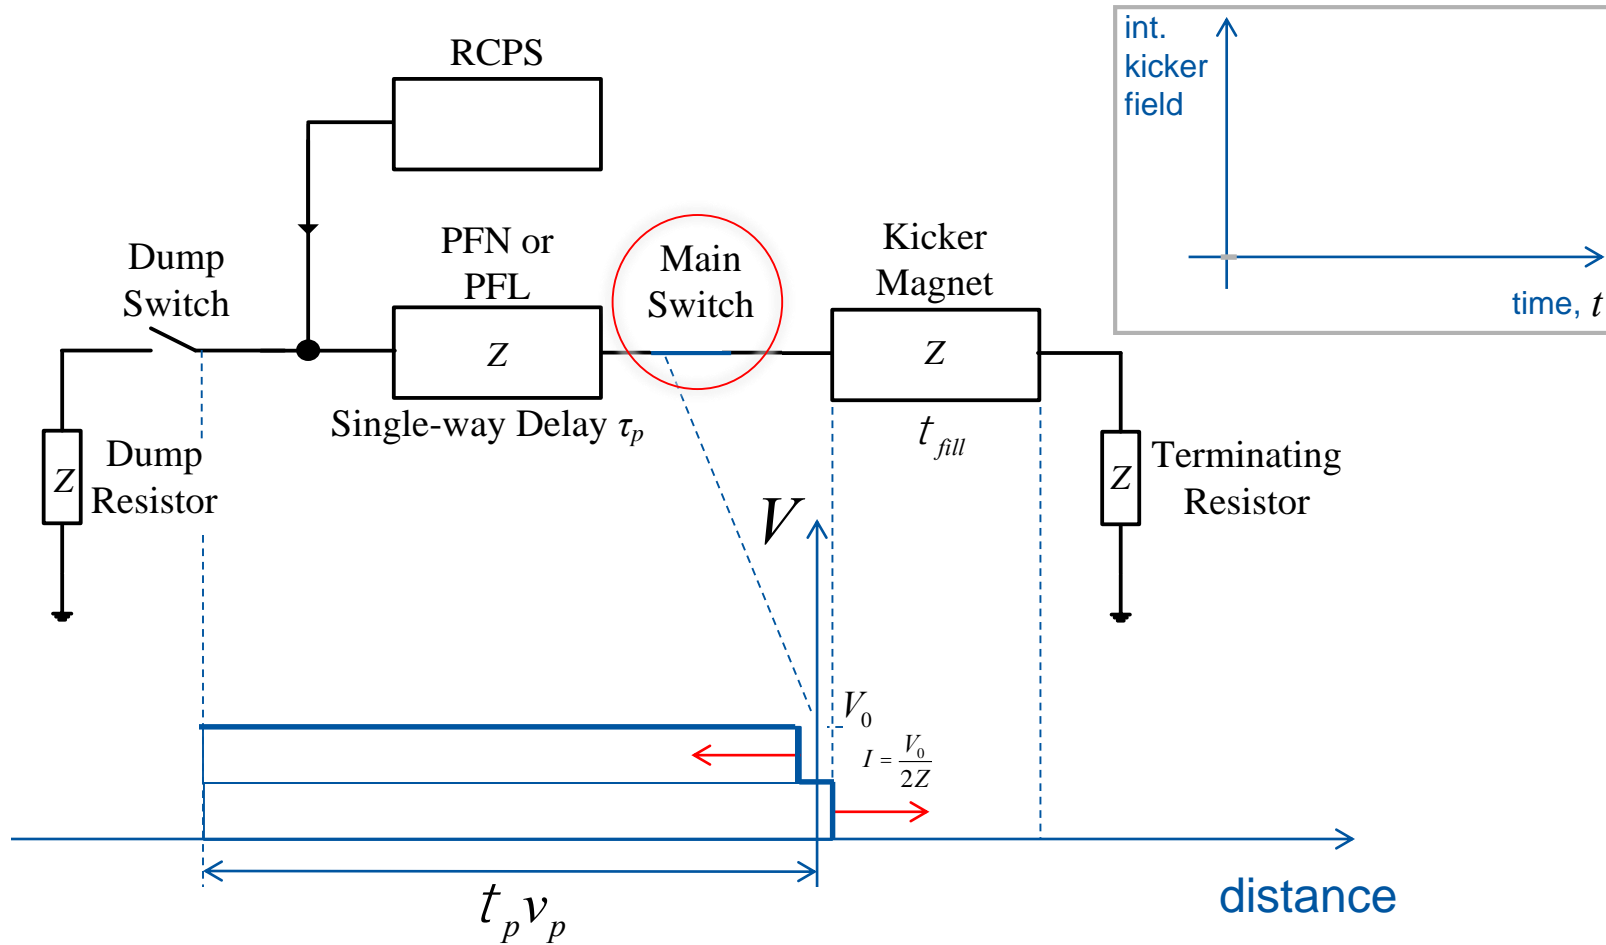 RCPS
int.
kicker
field
time, t
Dump
Switch
PFN or
PFL
Main
Switch
Kicker
Magnet
Z
Z
Single-way Delay τp
tfill
Z
Dump
Resistor
Z
Terminating
Resistor
V
V0
I = V0/2Z
tpvp
distance